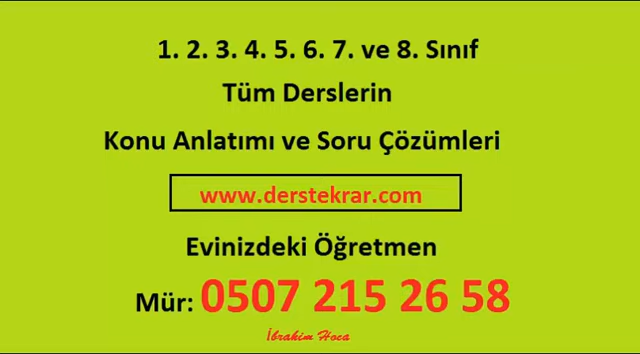 1. 2. 3. 4. 5. 6. 7. ve 8. Sınıf
Tüm Derslerin
Konu Anlatımı ve Soru Çözümleri
www.derstekrar.com
Evinizdeki Öğretmen
Mür: 0507 215 26 58
İbrahim Hoca